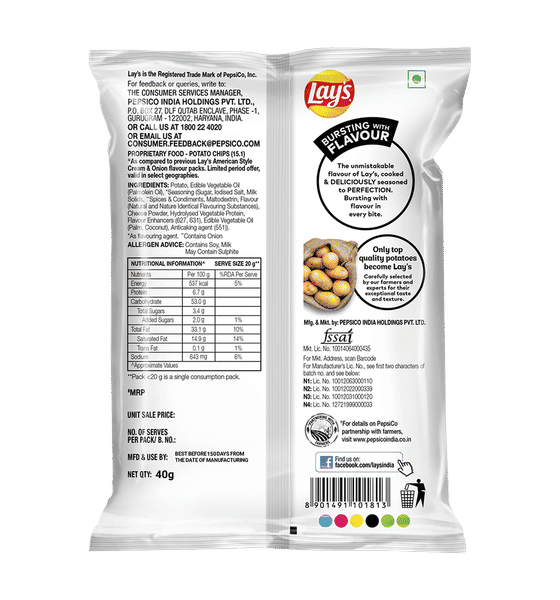 Lay's is the Registered Trade Mark of PepsiCo, Inc.
For feedback or queries, write to:
THE CONSUMER SERVICES MANAGER,
PEPSICO INDIA HOLDINGS PVT. LTD.,
P.O. BOX 27, DLF QUTAB ENCLAVE, PHASE -1,
GURUGRAM - 122002, HARYANA, INDIA.
OR CALL US AT 1800 22 4020
OR EMAIL US AT
CONSUMER.FEEDBACK@PEPSICO.COM
PROPRIETARY FOOD - POTATO CHIPS (15.1)
*As compared to previous Lay's American Style
Cream & Onion flavour packs. Limited period offer,
valid in select geographies.
INGREDIENTS: Potato, Edible Vegetable Oil
(Palmolein Oil), *Seasoning (Sugar, Iodised Salt, Milk
Solids, ^^Spices & Condiments, Maltodextrin, Flavour
(Natural and Nature Identical Flavouring Substances),
Cheese Powder, Hydrolysed Vegetable Protein,
Flavour Enhancers (627, 631), Edible Vegetable Oil
(Palm, Coconut), Anticaking agent (551)).
*As flavouring agent. ^^Contains Onion
ALLERGEN ADVICE: Contains Soy, Milk
May Contain Sulphite
NUTRITIONAL INFORMATION^ SERVE SIZE 20 g**
Nutrients Per 100 g %RDA Per Serve
Energy 537 kcal 5%
Protein 6.7 g
Carbohydrate 53.0 g
Total Sugars 3.4 g
Added Sugars 2.0 g 1%
Total Fat 33.1 g 10%
Saturated Fat 14.9 g 14%
Trans Fat 0.1 g 1%
Sodium 643 mg 6%
^Approximate Values
**Pack <20 g is a single consumption pack.
#MRP
UNIT SALE PRICE:
NO. OF SERVES
PER PACK/ B. NO.:
MFD & USE BY: BEST BEFORE 150 DAYS FROM
THE DATE OF MANUFACTURING
NET QTY: 40g
Lay's
BURSTING WITH
FLAVOUR
The unmistakable
flavour of Lay's, cooked
& DELICIOUSLY seasoned
to PERFECTION.
Bursting with
flavour in
every bite.
Only top
quality potatoes
become Lay's
Carefully selected
by our farmers and
experts for their
exceptional taste
and texture.
Mfg. & Mkt. by: PEPSICO INDIA HOLDINGS PVT. LTD.
fssai
Mkt. Lic. No. 10014064000435
For Mkt. Address, scan Barcode
For Manufacturer's Lic. No., see first two characters of
batch no. and see below:
N1: Lic. No. 10012063000110
N2: Lic. No. 10012022000339
N3: Lic. No. 10012031000120
N4: Lic. No. 12721999000033
*For details on PepsiCo
partnership with farmers,
visit www.pepsicoindia.co.in
f Find us on:
facebook.com/laysindia
8 901491 101813